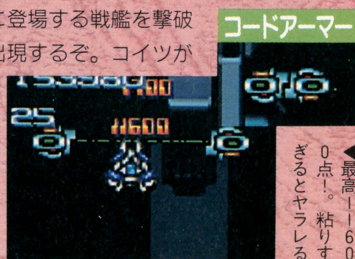 に登場する戦艦を撃破
出現するぞ。コイツが
コードアーマー
25
11600
◀最高1160
0点！。粘りす
ぎるとヤラレる